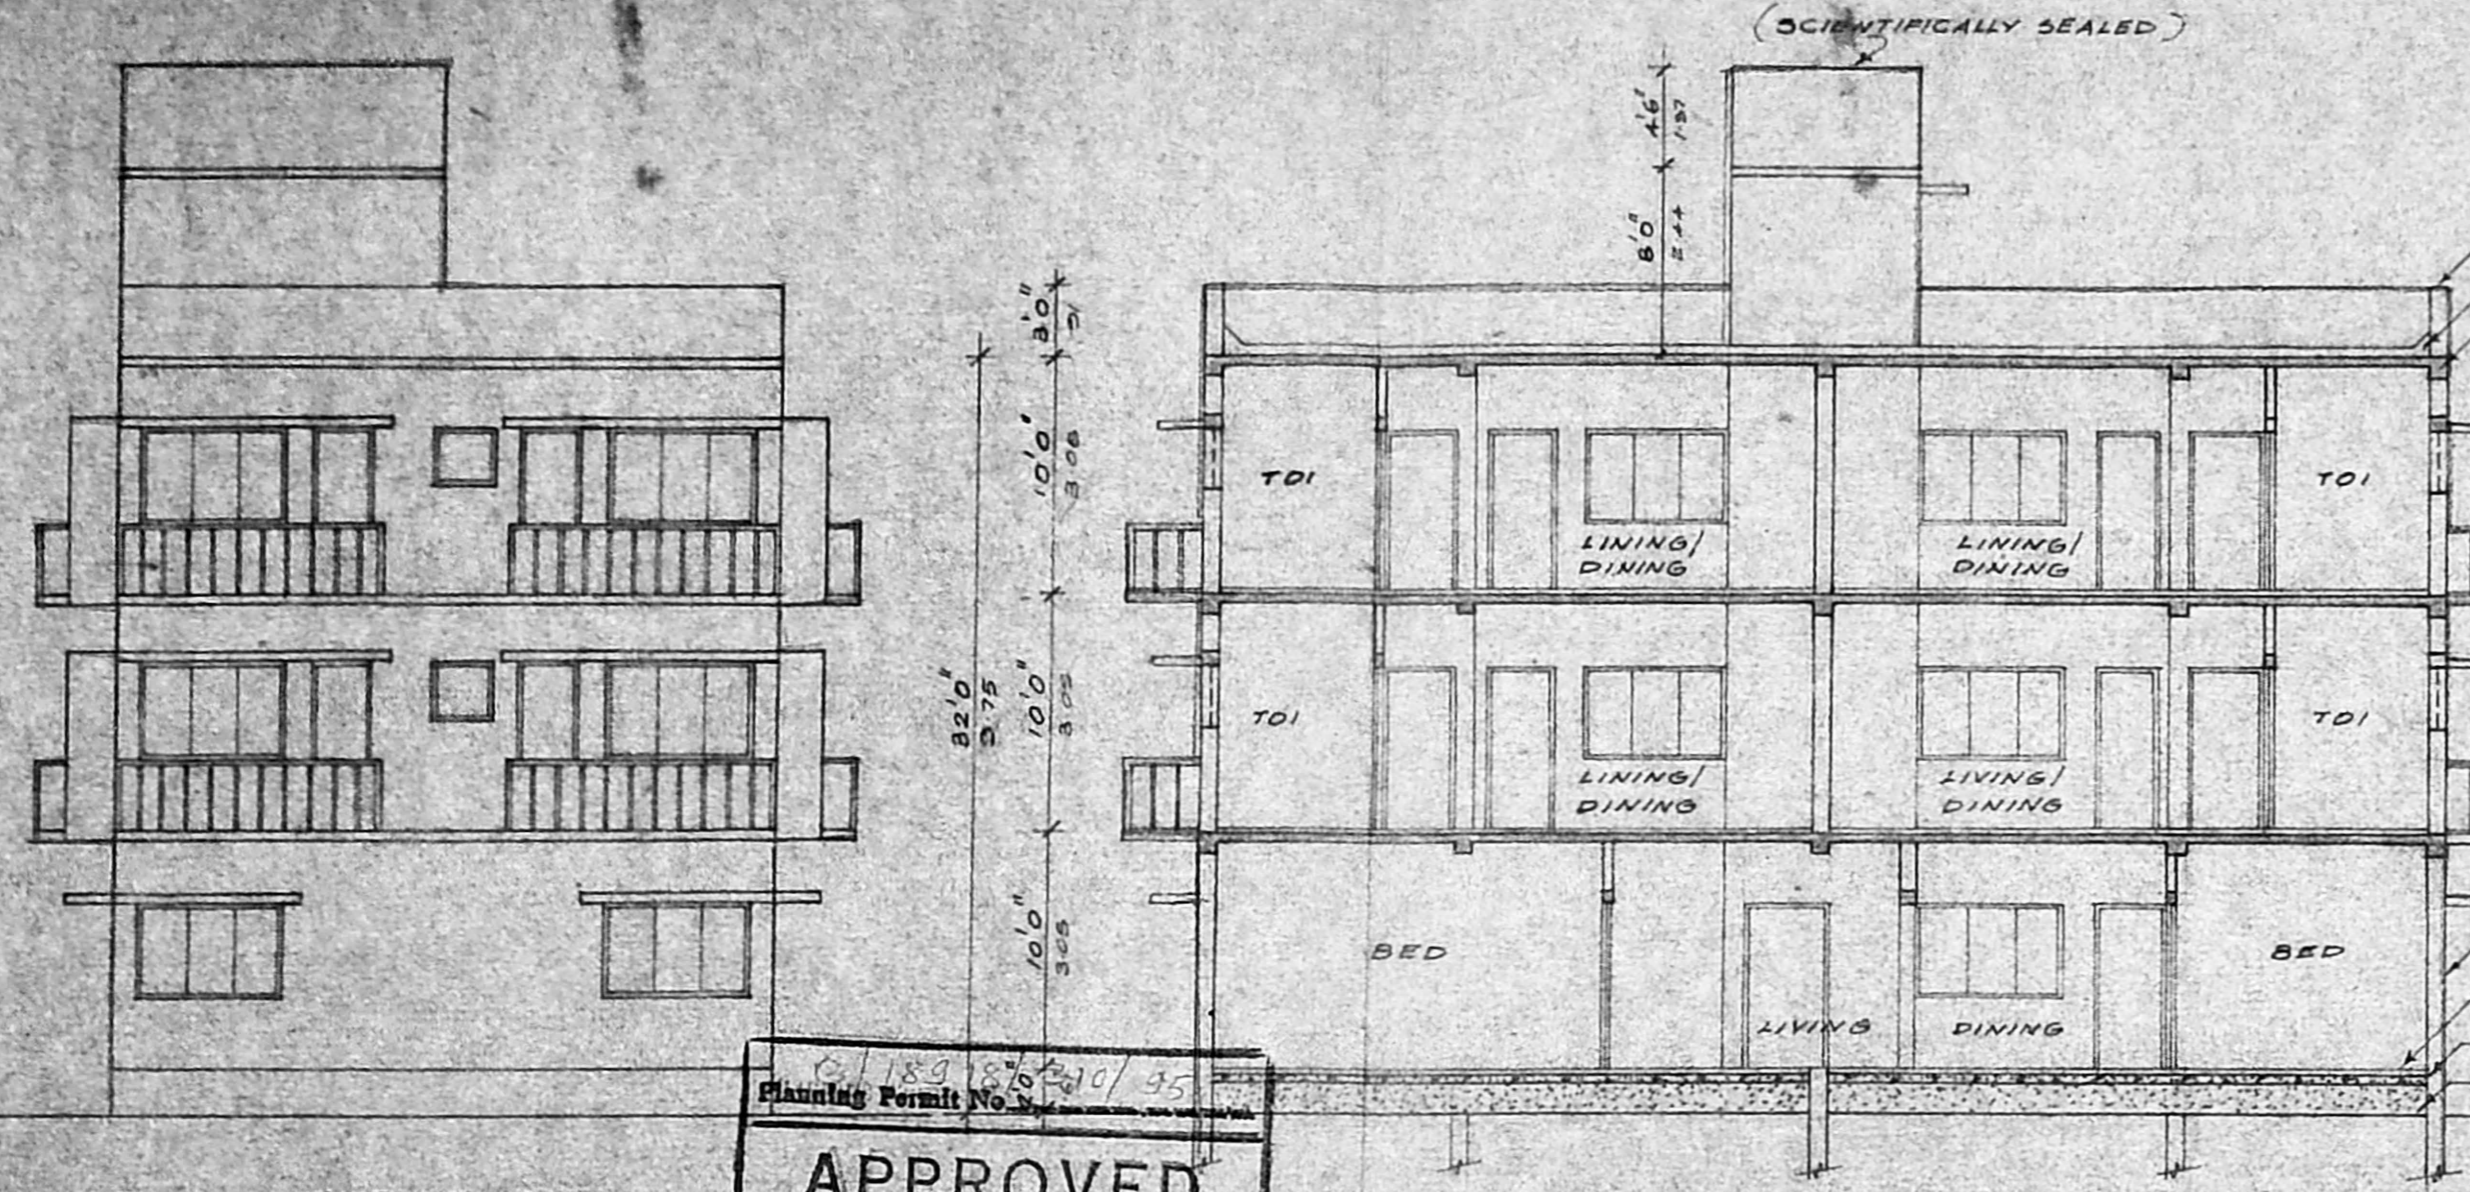 (SCIENTIFICALLY SEALED)
4'6"
1.37
8'0"
2.44
3'0"
.91
10'0"
3.05
TOI
LINING/
DINING
LINING/
DINING
TOI
32'0"
9.75
10'0"
3.05
TOI
LINING/
DINING
LIVING/
DINING
TOI
10'0"
3.05
BED
LIVING
DINING
BED
Planning Permit No.
APPROVED